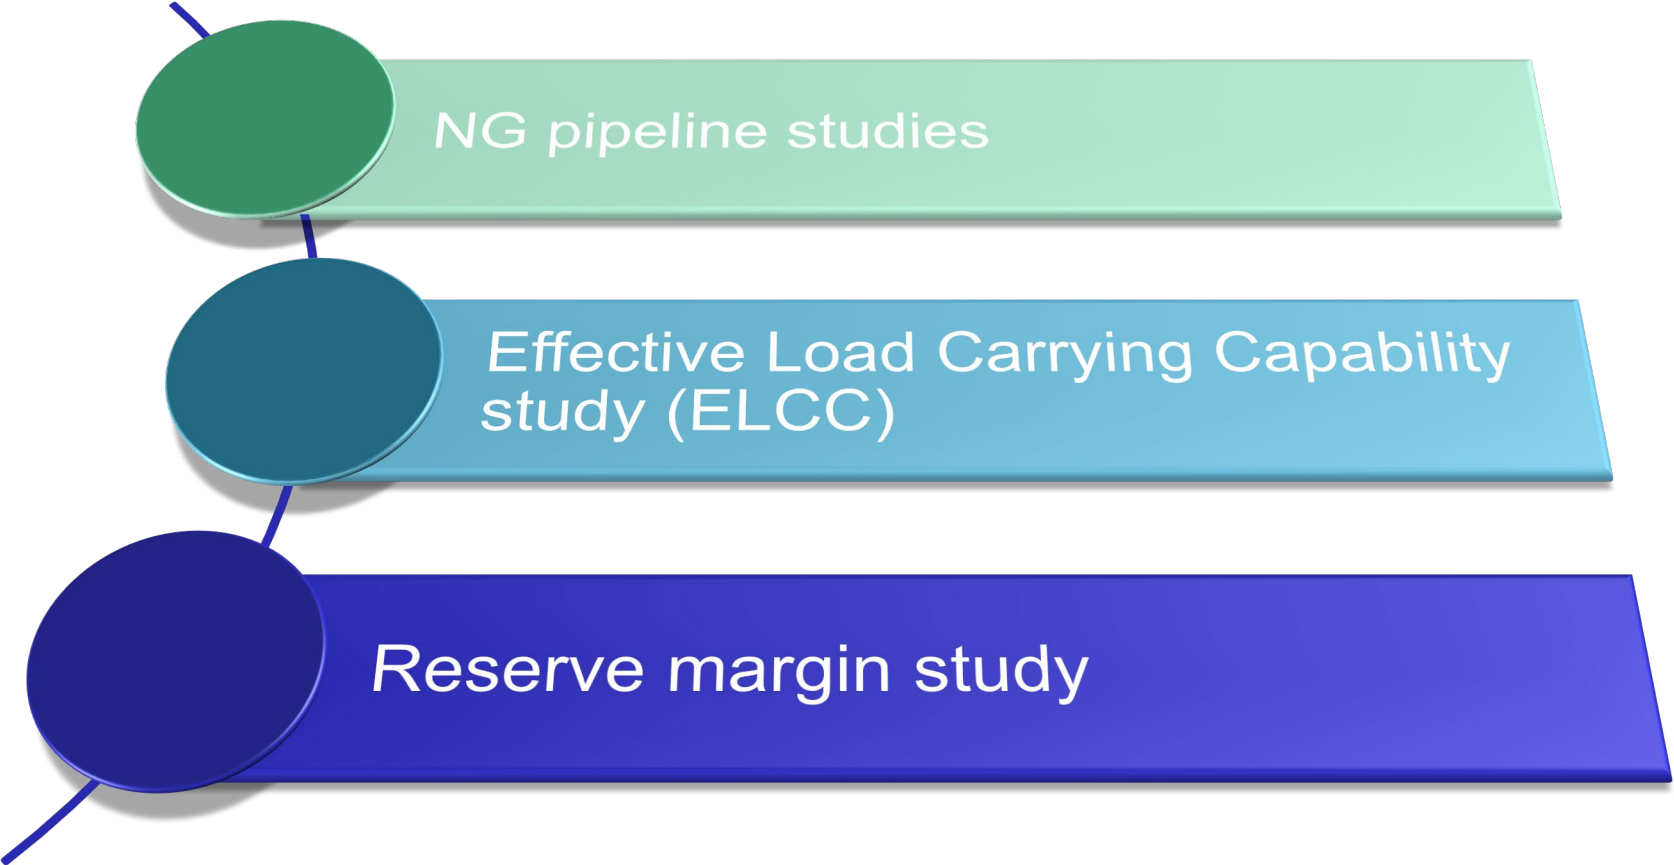 NG pipeline studies
Effective Load Carrying Capability
study (ELCC)
Reserve margin study